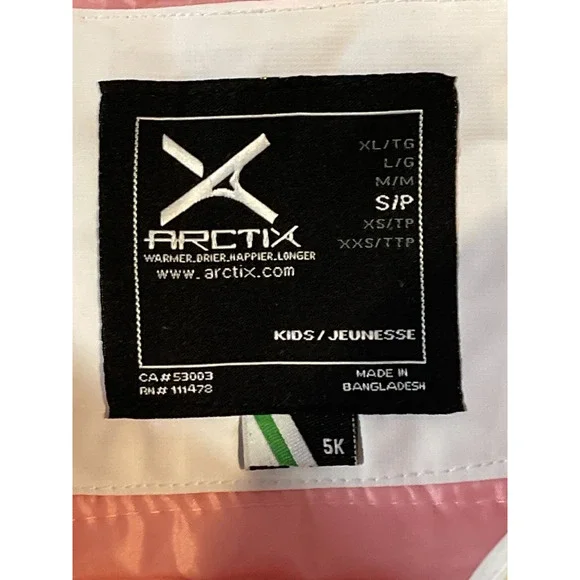 XL/TG
L/G
M/M
S/P
XS/TP
XXS/TTP
ARCTIX
WARMER.DRIER.HAPPIER.LONGER
www.arctix.com
KIDS/JEUNESSE
CA# 53003
RN# 111478
MADE IN
BANGLADESH
5K